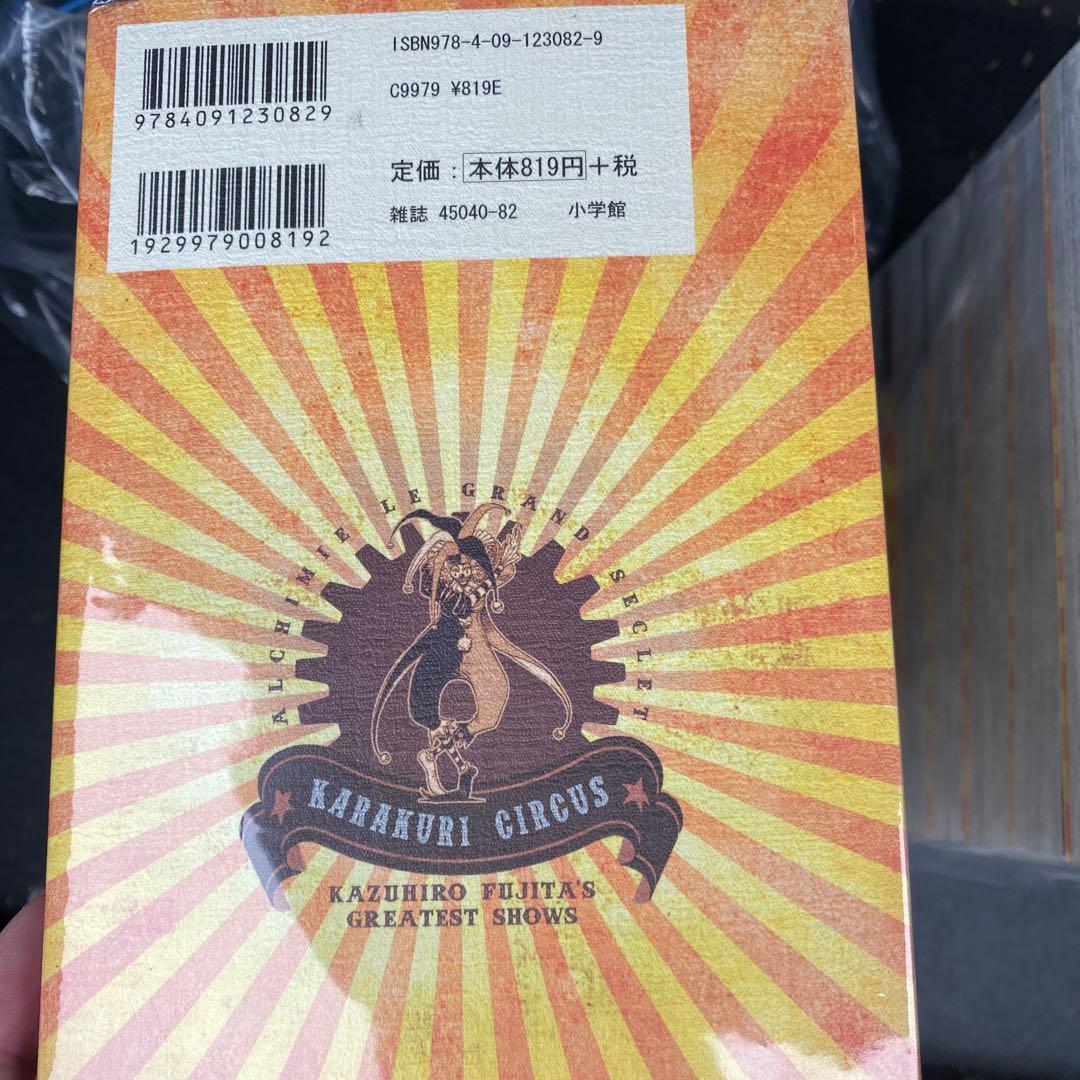 ISBN978-4-09-123082-9
9784091230829
C9979 ¥819E
定価：本体819円+税
雑誌 45040-82 小学館
1929979008192
ALCHIMIE LE GRAND SECLET
KARAKURI CIRCUS
KAZUHIRO FUJITA'S
GREATEST SHOWS